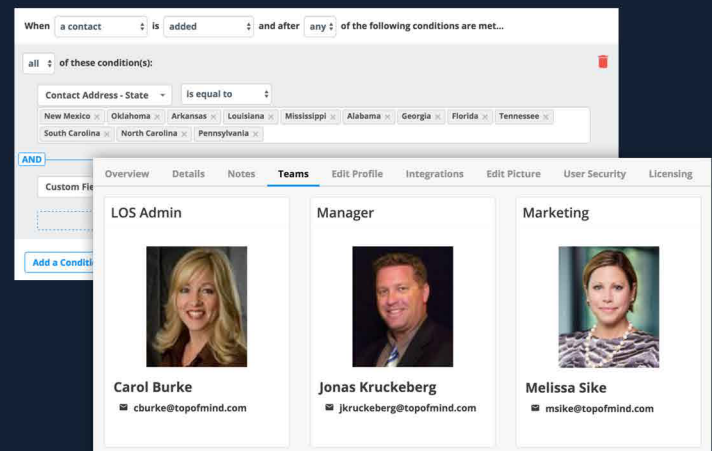 When a contact is added and after any of the following conditions are met...
all of these condition(s):
Contact Address - State is equal to
New Mexico × Oklahoma × Arkansas × Louisiana × Mississippi × Alabama × Georgia × Florida × Tennessee ×
South Carolina × North Carolina × Pennsylvania ×
AND
Custom Fie
Add a Conditi
Overview Details Notes Teams Edit Profile Integrations Edit Picture User Security Licensing
LOS Admin Manager Marketing
Carol Burke Jonas Kruckeberg Melissa Sike
cburke@topofmind.com jkruckeberg@topofmind.com msike@topofmind.com